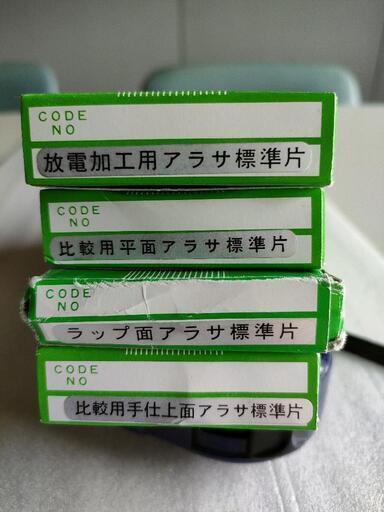 CODE
NO
放電加工用アラサ標準片
CODE
NO
比較用平面アラサ標準片
CODE
NO
ラップ面アラサ標準片
CODE
NO
比較用手仕上面アラサ標準片